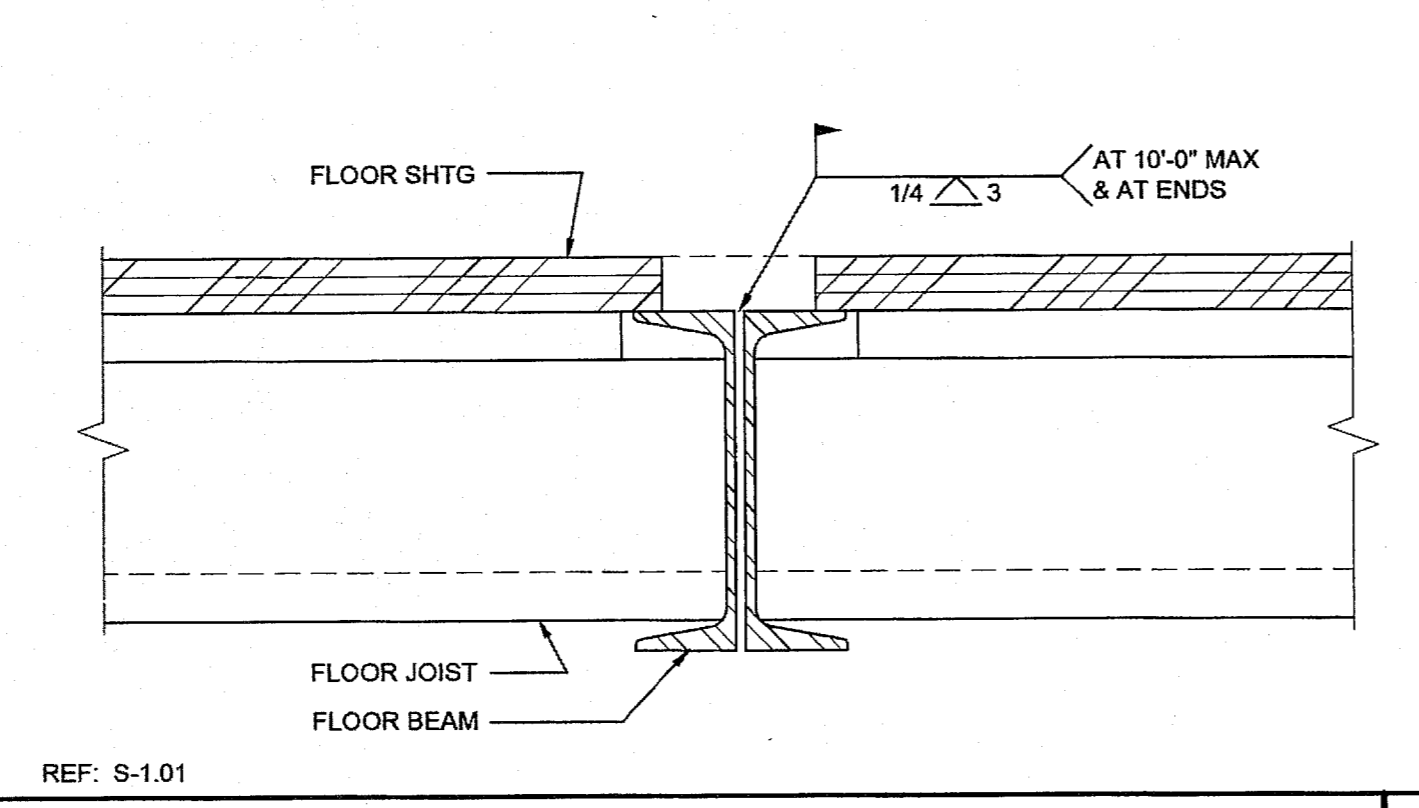 FLOOR SHTG
AT 10'-0" MAX
& AT ENDS
1/4 3
FLOOR JOIST
FLOOR BEAM
REF: S-1.01